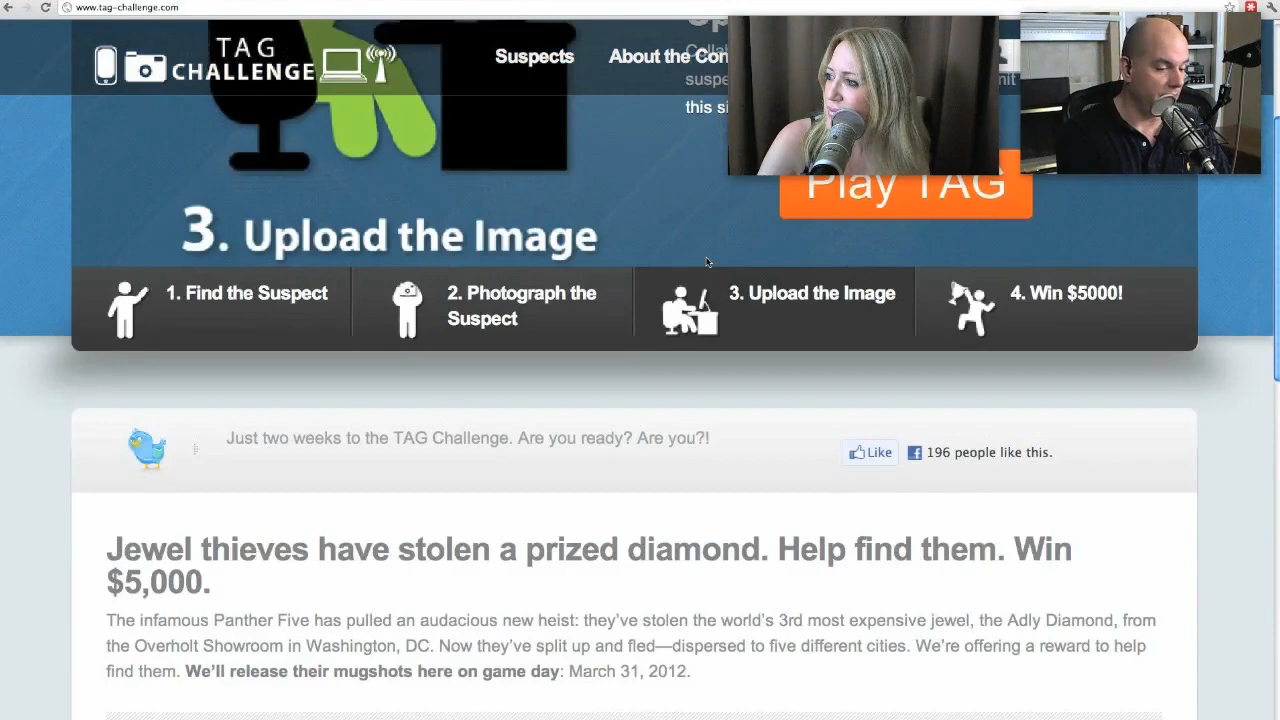 www.tag-challenge.com
TAG
CHALLENGE
Suspects
About the Con
this si
Play TAG
3. Upload the Image
1. Find the Suspect
2. Photograph the
Suspect
3. Upload the Image
4. Win $5000!
Just two weeks to the TAG Challenge. Are you ready? Are you?!
Like
196 people like this.
Jewel thieves have stolen a prized diamond. Help find them. Win
$5,000.
The infamous Panther Five has pulled an audacious new heist: they've stolen the world's 3rd most expensive jewel, the Adly Diamond, from
the Overholt Showroom in Washington, DC. Now they've split up and fled—dispersed to five different cities. We're offering a reward to help
find them. We'll release their mugshots here on game day: March 31, 2012.